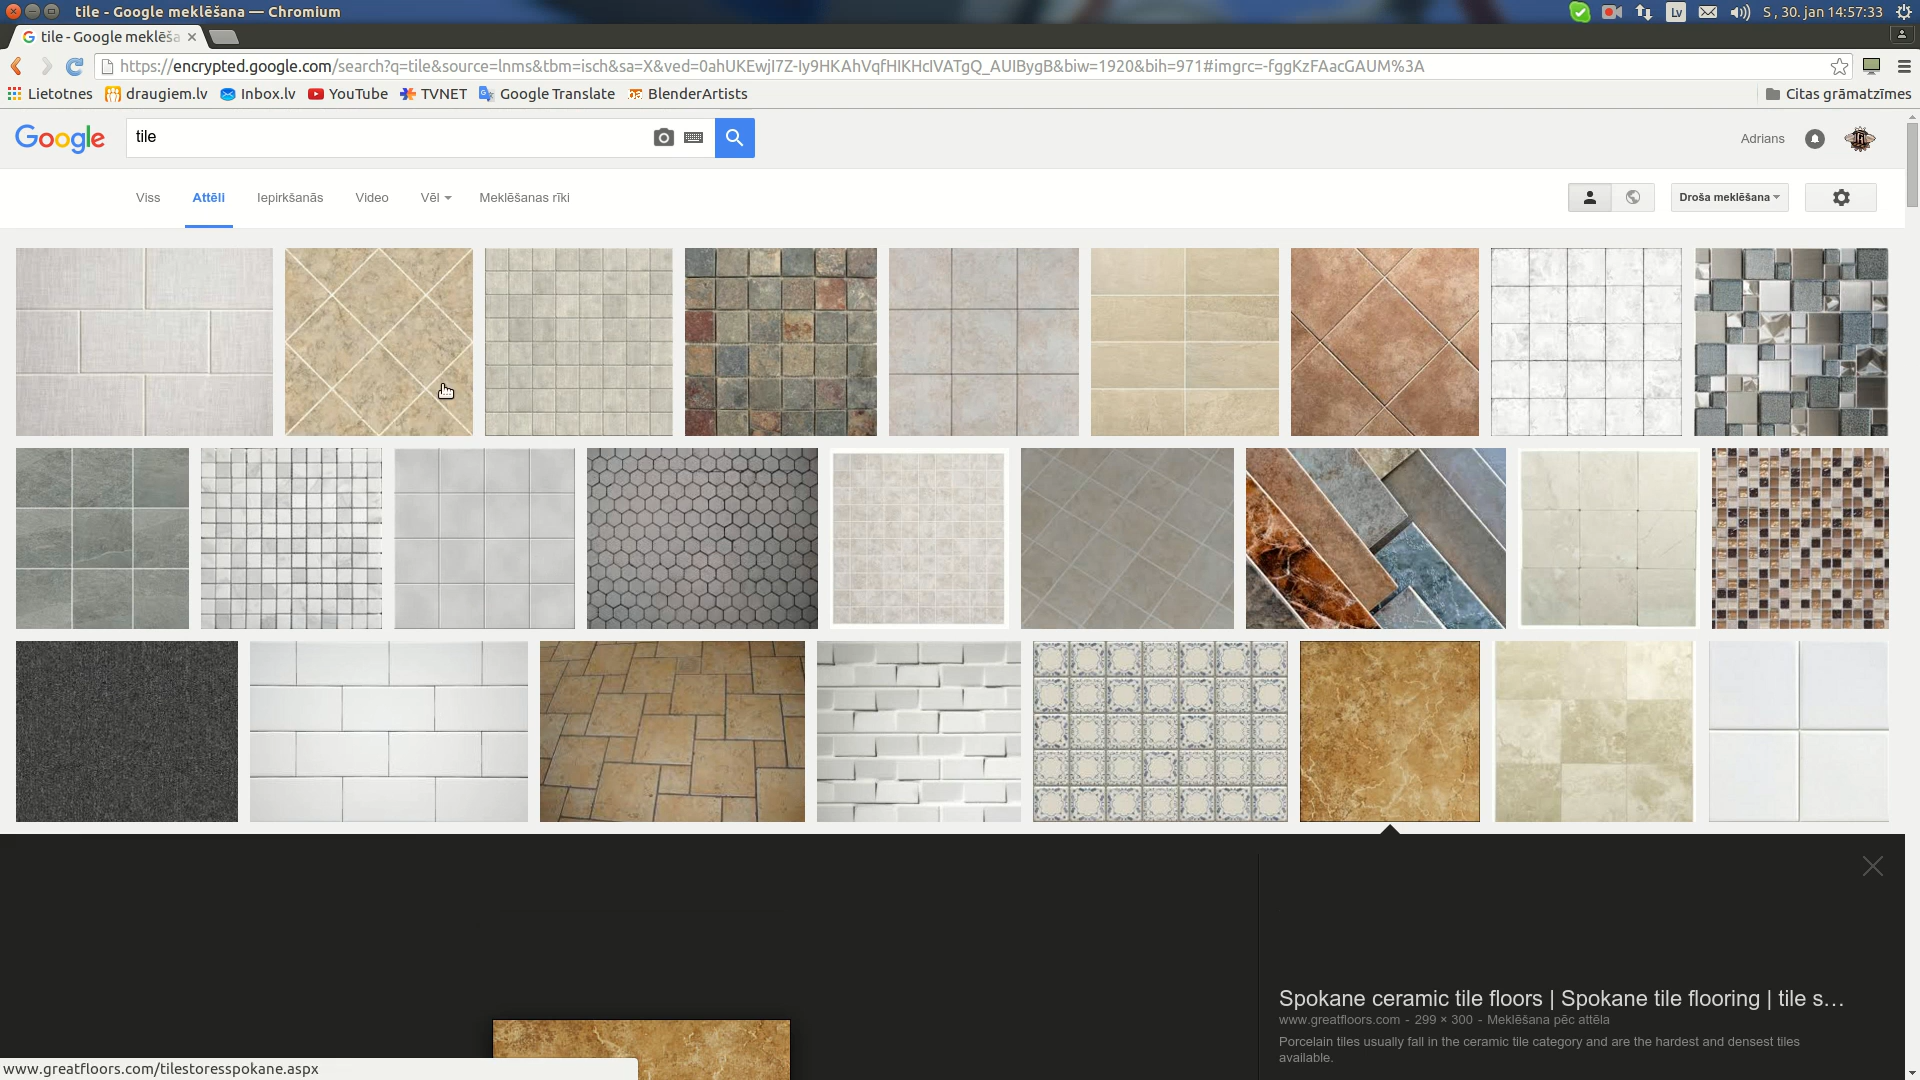 tile - Google meklēšana — Chromium
Lv
S , 30. jan 14:57:33
tile - Google meklēša
https://encrypted.google.com/search?q=tile&source=lnms&tbm=isch&sa=X&ved=0ahUKEwjI7Z-Iy9HKAhVqfHIKHcIVATgQ_AUIBygB&biw=1920&bih=971#imgrc=-fggKzFAacGAUM%3A
Lietotnes
draugiem.lv
Inbox.lv
YouTube
TVNET
Google Translate
BlenderArtists
Citas grāmatzīmes
Google
tile
Adrians
Viss
Attēli
Iepirkšanās
Video
Vēl
Meklēšanas rīki
Droša meklēšana
Spokane ceramic tile floors | Spokane tile flooring | tile s…
www.greatfloors.com - 299 × 300 - Meklēšana pēc attēla
Porcelain tiles usually fall in the ceramic tile category and are the hardest and densest tiles
available.
www.greatfloors.com/tilestoresspokane.aspx